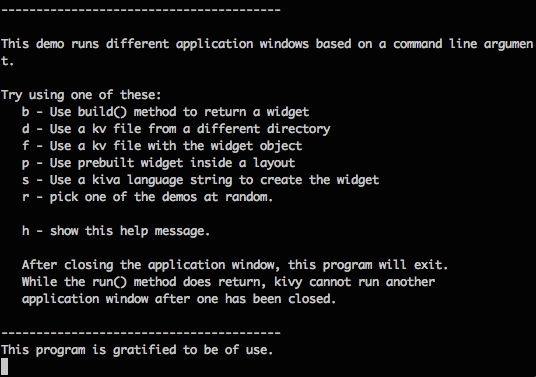 ----------------------------------------
This demo runs different application windows based on a command line argumen
t.
Try using one of these:
b - Use build() method to return a widget
d - Use a kv file from a different directory
f - Use a kv file with the widget object
p - Use prebuilt widget inside a layout
s - Use a kiva language string to create the widget
r - pick one of the demos at random.
h - show this help message.
After closing the application window, this program will exit.
While the run() method does return, kivy cannot run another
application window after one has been closed.
----------------------------------------
This program is gratified to be of use.